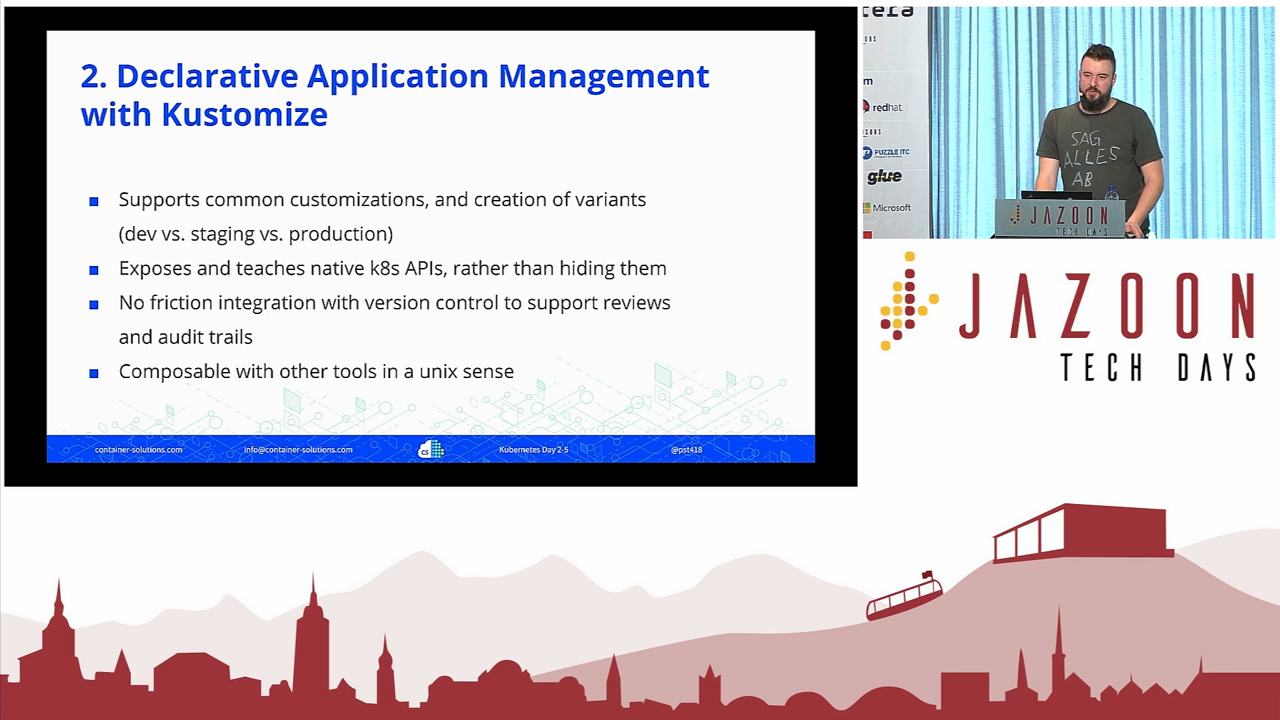 2. Declarative Application Management
with Kustomize
■ Supports common customizations, and creation of variants
(dev vs. staging vs. production)
■ Exposes and teaches native k8s APIs, rather than hiding them
■ No friction integration with version control to support reviews
and audit trails
■ Composable with other tools in a unix sense
container-solutions.com info@container-solutions.com cs Kubernetes Day 2-5 @pst418
redhat.
PUZZLE ITC
glue
Microsoft
SAG
ALLES
AB
JAZOON
TECH DAYS
JAZOON
TECH DAYS